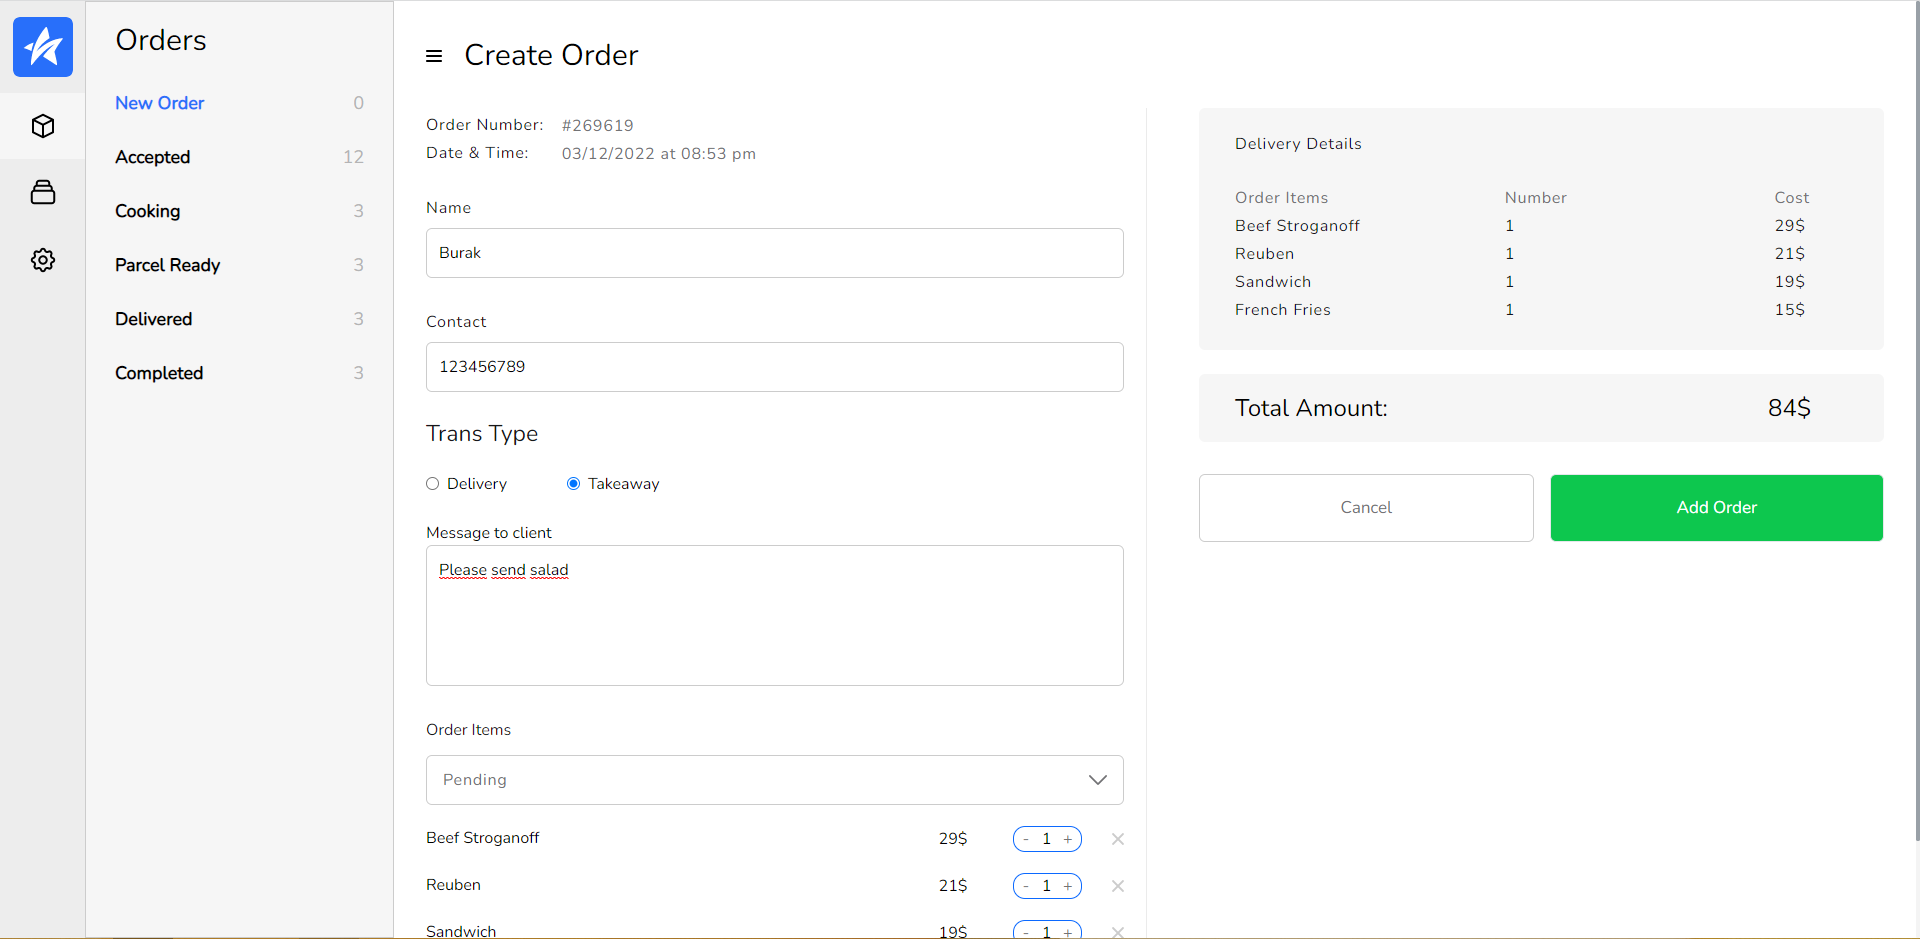 Orders
New Order 0
Accepted 12
Cooking 3
Parcel Ready 3
Delivered 3
Completed 3
Create Order
Order Number: #269619
Date & Time: 03/12/2022 at 08:53 pm
Name
Burak
Contact
123456789
Trans Type
Delivery Takeaway
Message to client
Please send salad
Order Items
Pending
Beef Stroganoff 29$ - 1 +
Reuben 21$ - 1 +
Sandwich 19$ - 1 +
Delivery Details
Order Items Number Cost
Beef Stroganoff 1 29$
Reuben 1 21$
Sandwich 1 19$
French Fries 1 15$
Total Amount: 84$
Cancel Add Order